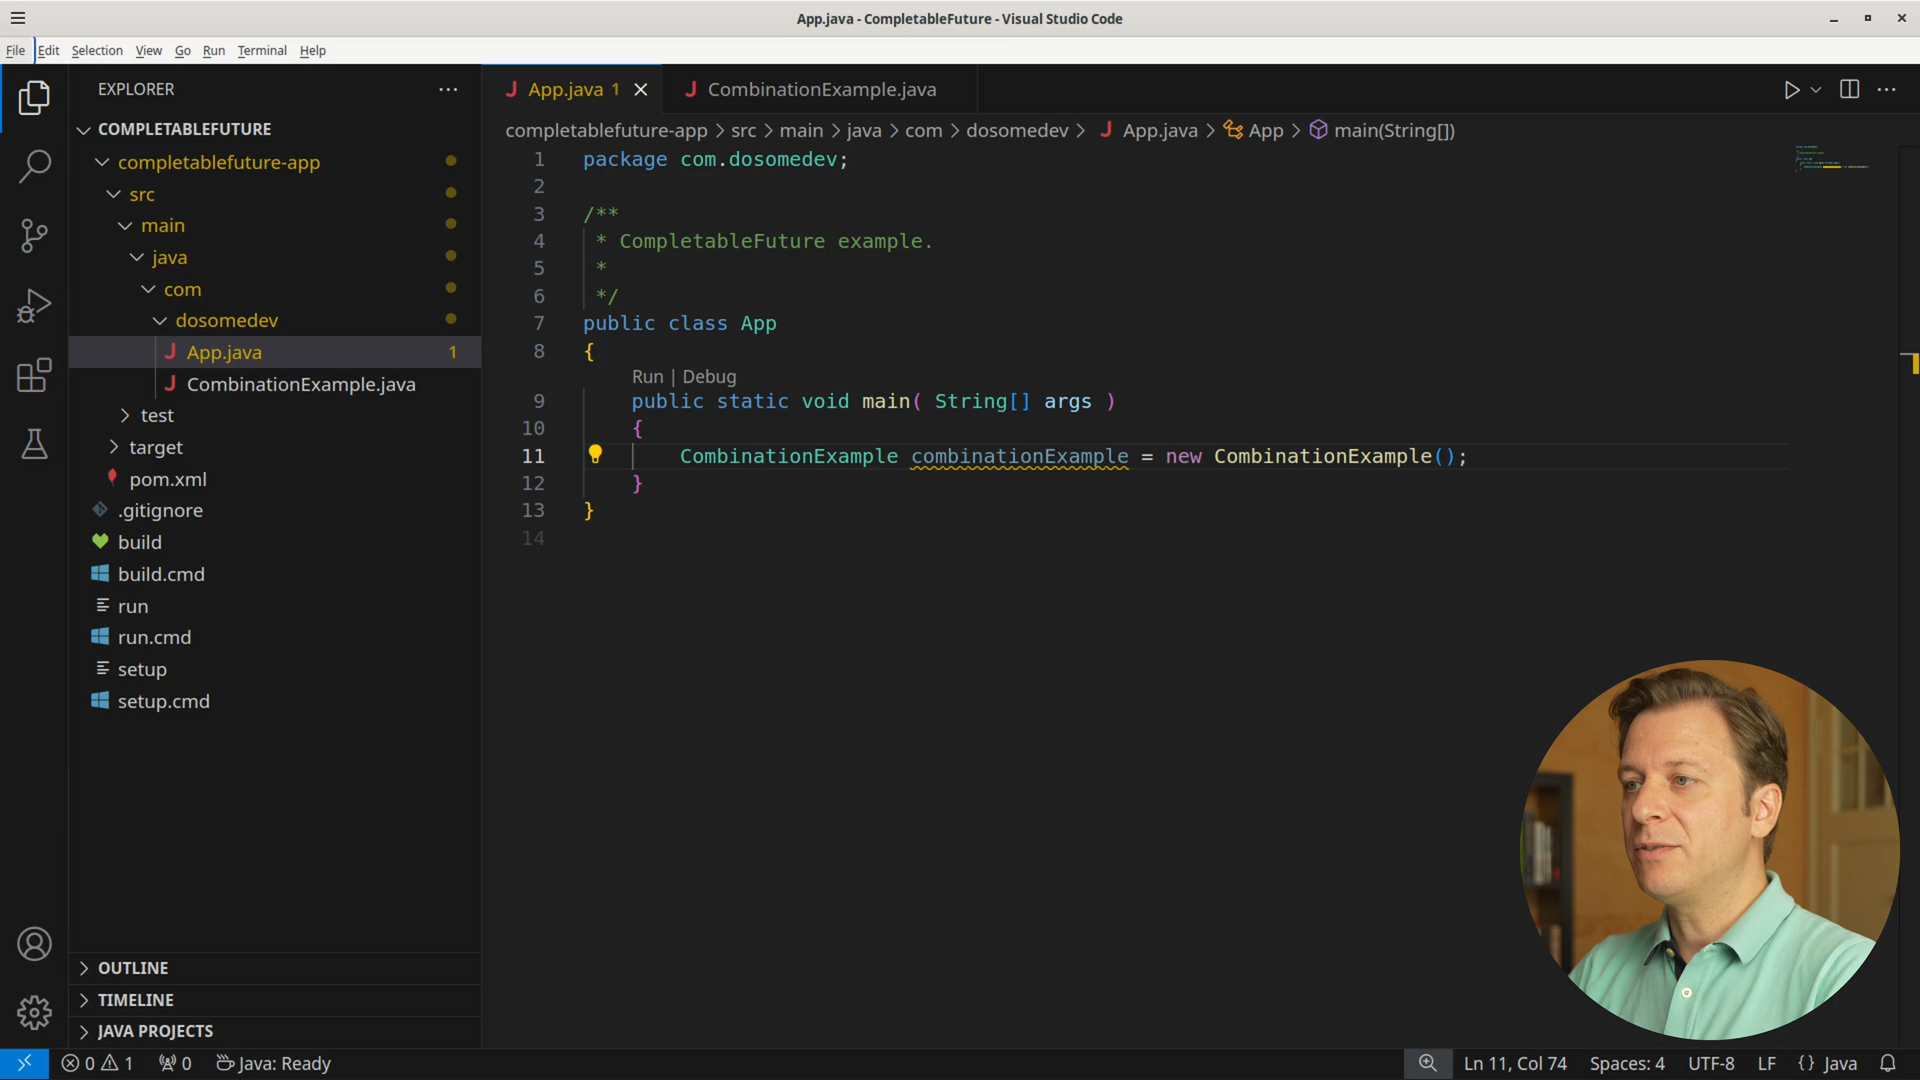 App.java - CompletableFuture - Visual Studio Code
File Edit Selection View Go Run Terminal Help
EXPLORER
COMPLETABLEFUTURE
completablefuture-app
src
main
java
com
dosomedev
App.java 1
CombinationExample.java
test
target
pom.xml
.gitignore
build
build.cmd
run
run.cmd
setup
setup.cmd
OUTLINE
TIMELINE
JAVA PROJECTS
App.java 1 CombinationExample.java
completablefuture-app > src > main > java > com > dosomedev > App.java > App > main(String[])
1 package com.dosomedev;
2
3 /**
4 * CompletableFuture example.
5 *
6 */
7 public class App
8 {
Run | Debug
9 public static void main( String[] args )
10 {
11 CombinationExample combinationExample = new CombinationExample();
12 }
13 }
14
0 1 0 Java: Ready Ln 11, Col 74 Spaces: 4 UTF-8 LF {} Java